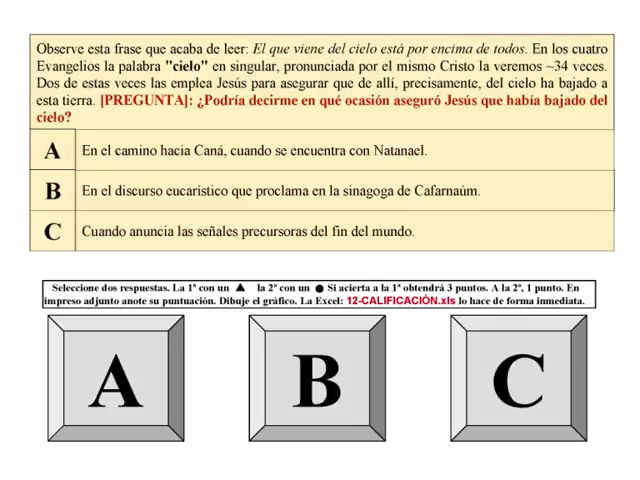 Observe esta frase que acaba de leer: El que viene del cielo está por encima de todos. En los cuatro
Evangelios la palabra "cielo" en singular, pronunciada por el mismo Cristo la veremos ~34 veces.
Dos de estas veces las emplea Jesús para asegurar que de allí, precisamente, del cielo ha bajado a
esta tierra. [PREGUNTA]: ¿Podría decirme en qué ocasión aseguró Jesús que había bajado del
cielo?
A En el camino hacia Caná, cuando se encuentra con Natanael.
B En el discurso eucarístico que proclama en la sinagoga de Cafarnaúm.
C Cuando anuncia las señales precursoras del fin del mundo.
Seleccione dos respuestas. La 1ª con un ▲ la 2ª con un ● Si acierta a la 1ª obtendrá 3 puntos. A la 2ª, 1 punto. En
impreso adjunto anote su puntuación. Dibuje el gráfico. La Excel: 12-CALIFICACIÓN.xls lo hace de forma inmediata.
A B C